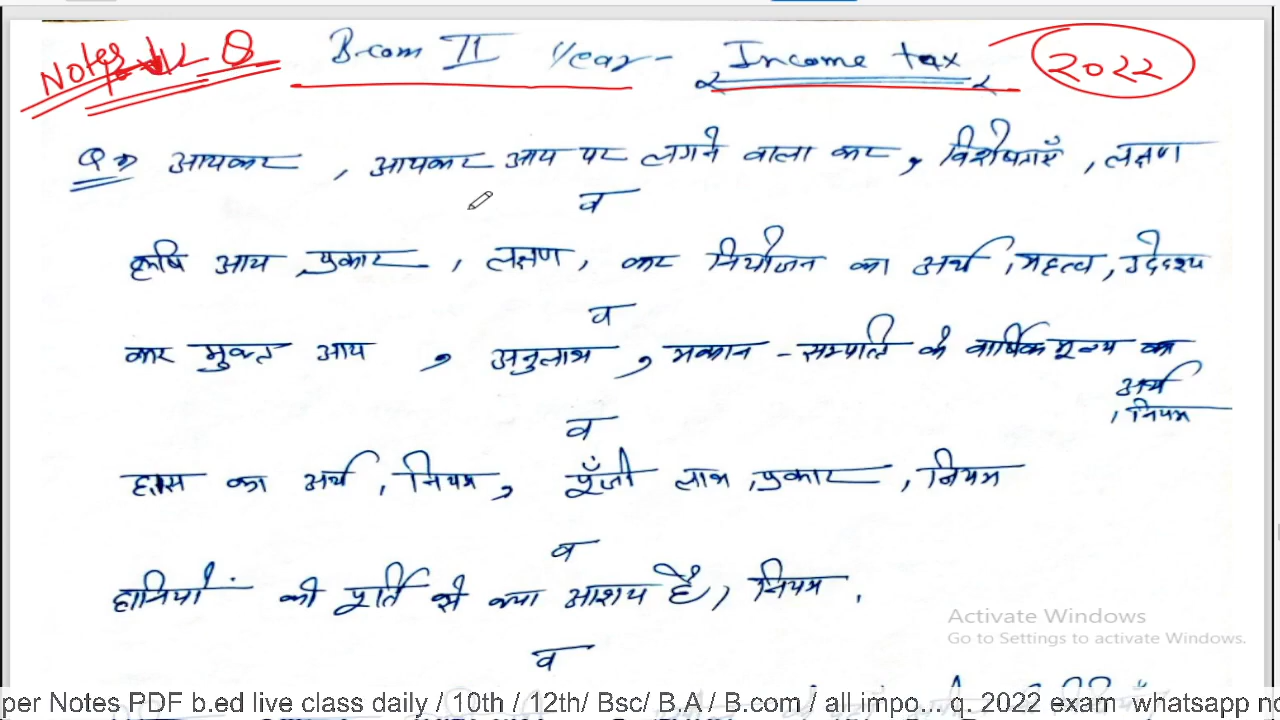 Notes B.com II Year - Income tax 2022
Q ⇒ आयकर , आयकर आय पर लगने वाला कर , विशेषताएँ , लक्षण
व
कृषि आय प्रकार , लक्षण , कर नियोजन का अर्थ , महत्व , उद्देश्य
व
कर मुक्त आय , अनुलाभ , मकान - सम्पत्ति के वार्षिक मूल्य का
अर्थ
, नियम
व
ह्रास का अर्थ , नियम , पूँजी लाभ , प्रकार , नियम
व
हानियों की पूर्ति से क्या आशय है , नियम .
व
Activate Windows
Go to Settings to activate Windows.
per Notes PDF b.ed live class daily / 10th / 12th/ Bsc/ B.A / B.com / all impo... q. 2022 exam whatsapp no